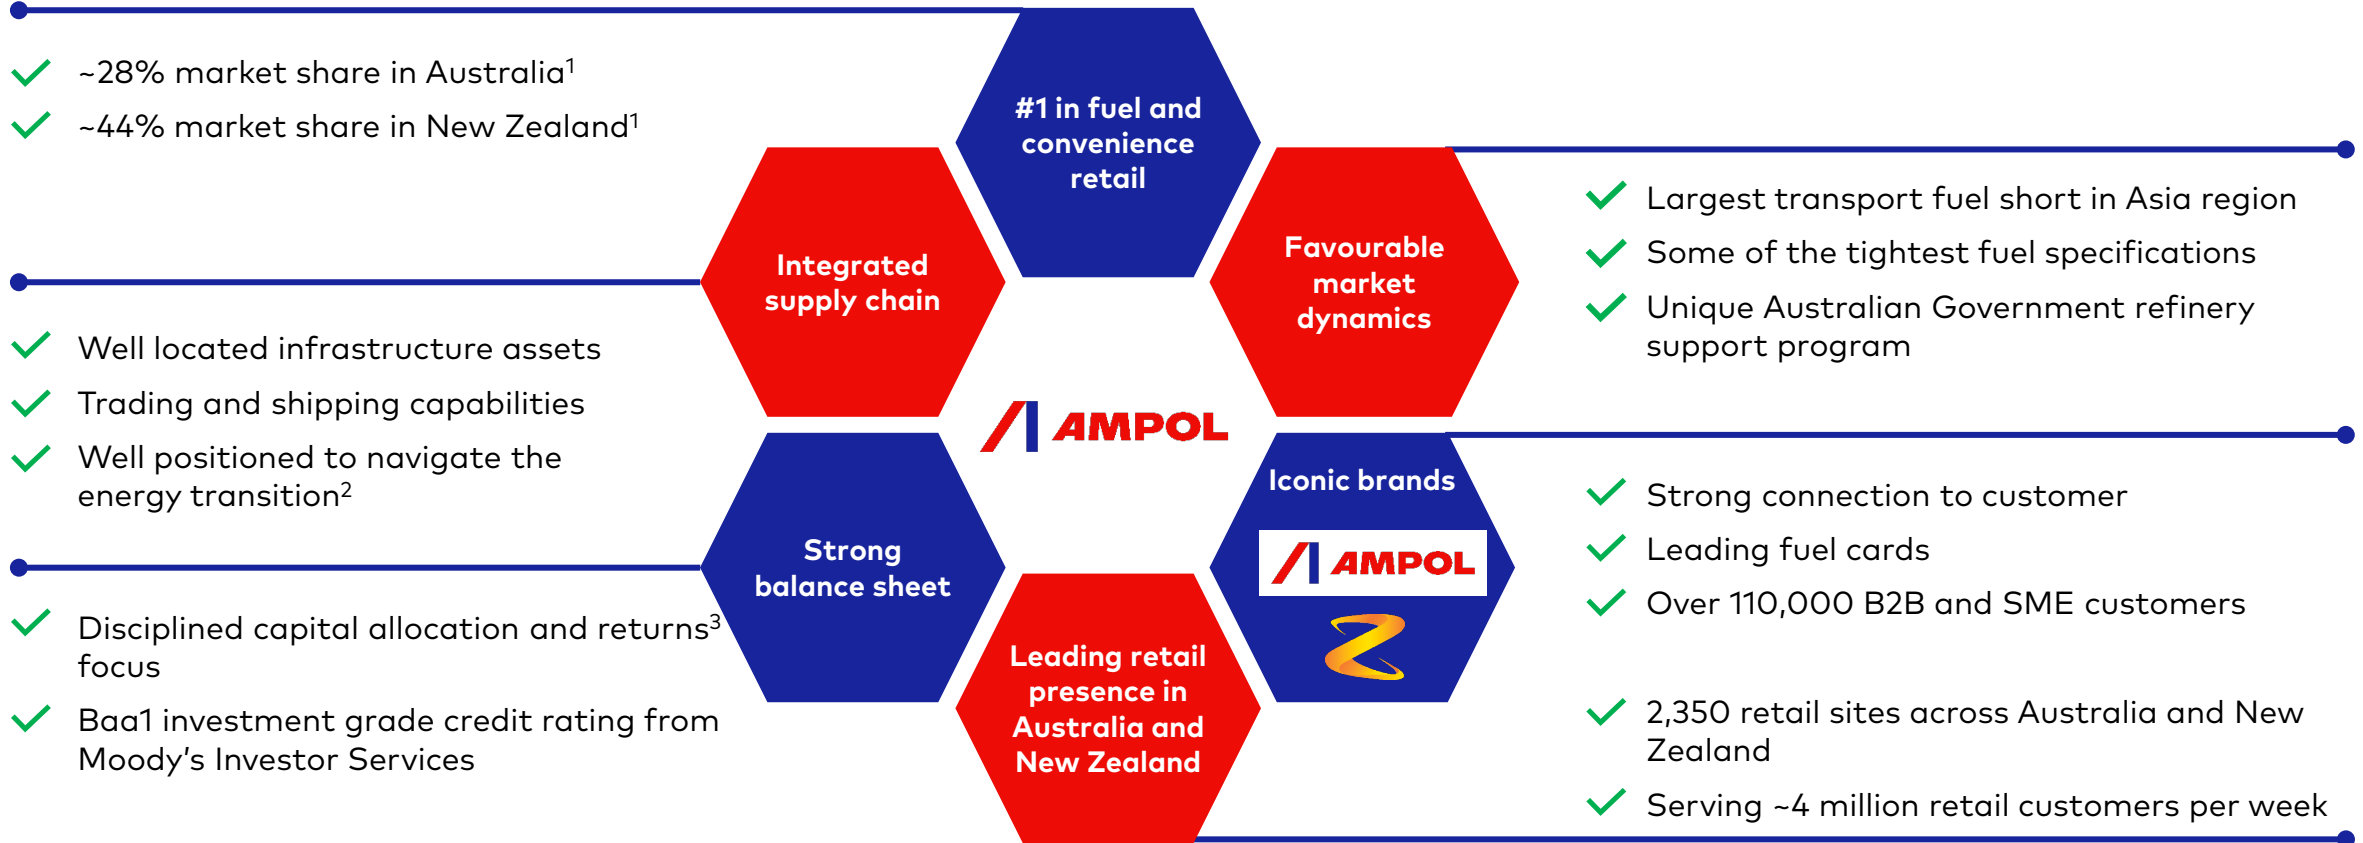 ~28% market share in Australia1
~44% market share in New Zealand1
#1 in fuel and
convenience
retail
Integrated
supply chain
Well located infrastructure assets
Trading and shipping capabilities
Well positioned to navigate the
energy transition2
Favourable
market
dynamics
Largest transport fuel short in Asia region
Some of the tightest fuel specifications
Unique Australian Government refinery
support program
AMPOL
Strong
balance sheet
Disciplined capital allocation and returns3
focus
Baa1 investment grade credit rating from
Moody’s Investor Services
Iconic brands
AMPOL
Strong connection to customer
Leading fuel cards
Over 110,000 B2B and SME customers
Leading retail
presence in
Australia and
New Zealand
2,350 retail sites across Australia and New
Zealand
Serving ~4 million retail customers per week